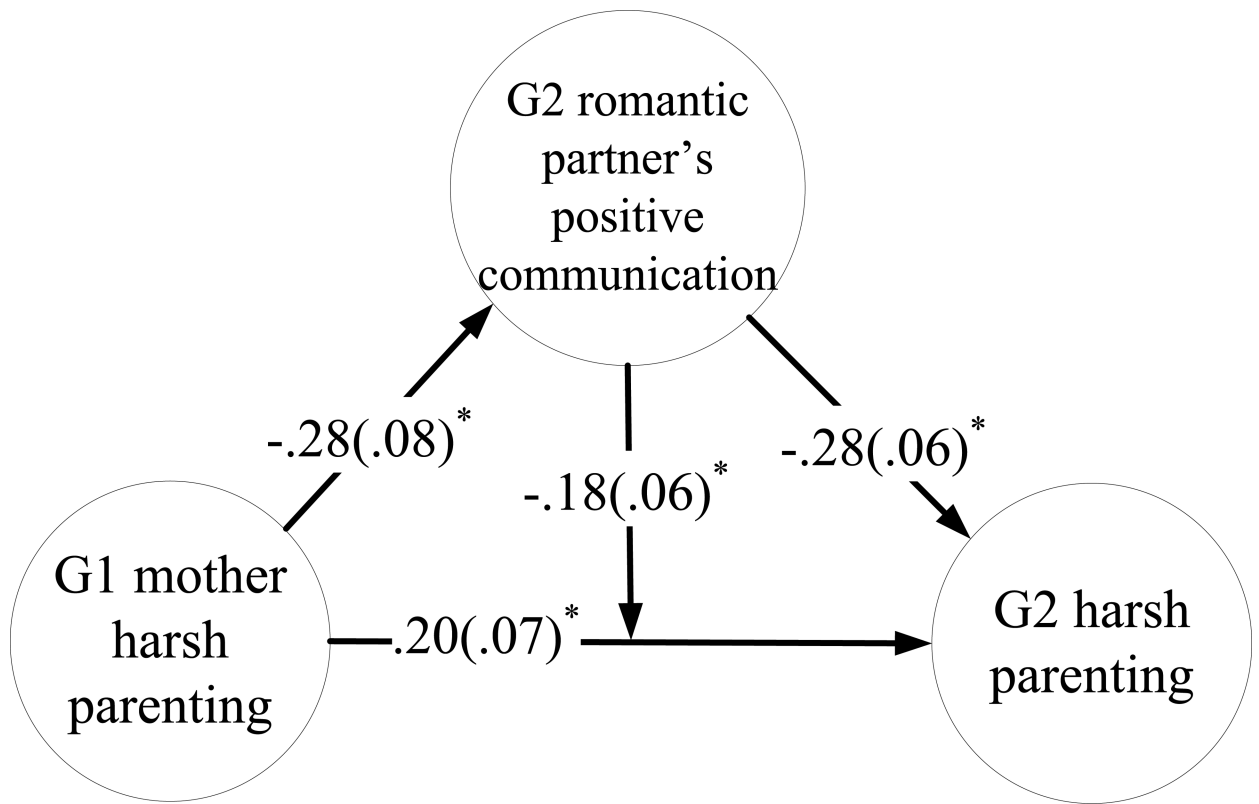 G2 romantic
partner’s
positive
communication
-.28(.08)*
-.28(.06)*
-.18(.06)*
G1 mother
harsh
parenting
.20(.07)*
G2 harsh
parenting